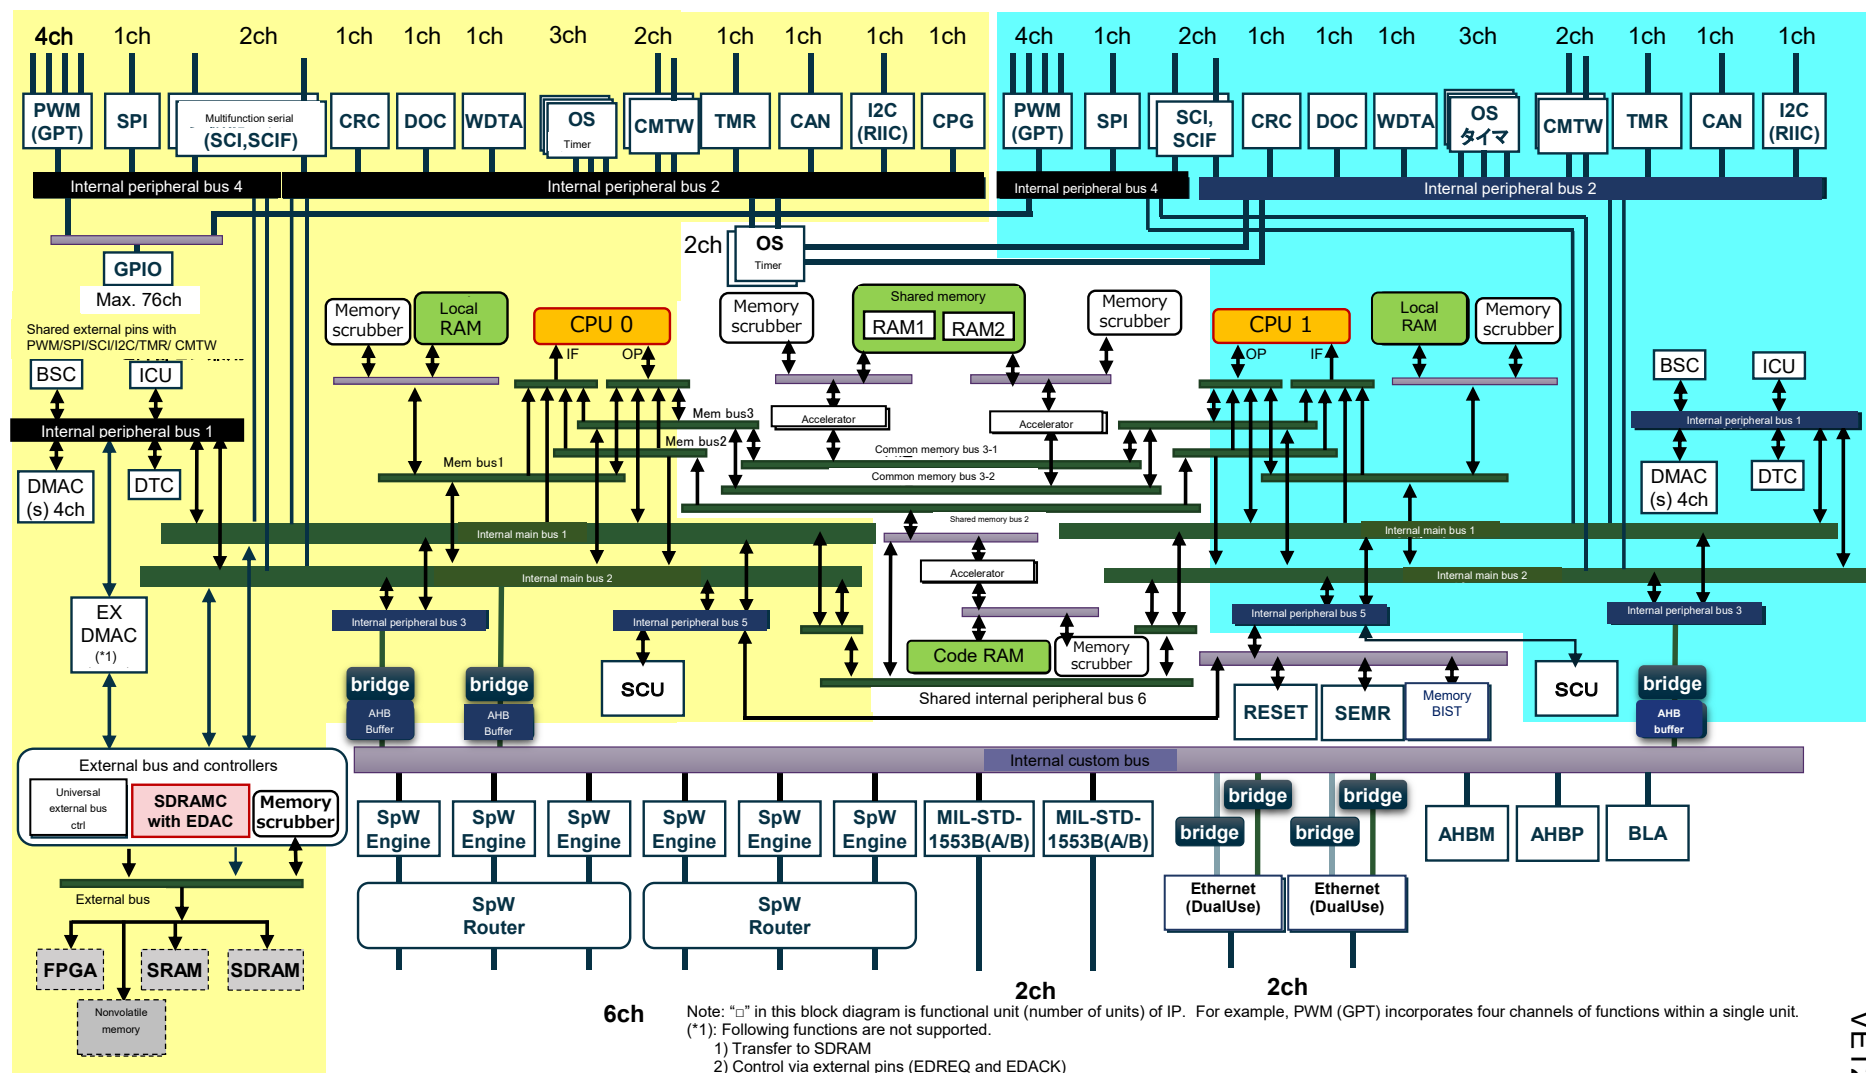 4ch 1ch 2ch 1ch 1ch 1ch 3ch 2ch 1ch 1ch 1ch 1ch
4ch 1ch 2ch 1ch 1ch 1ch 3ch 2ch 1ch 1ch 1ch
PWM
(GPT)
SPI
Multifunction serial
(SCI,SCIF)
CRC
DOC
WDTA
OS
Timer
CMTW
TMR
CAN
I2C
(RIIC)
CPG
PWM
(GPT)
SPI
SCI,
SCIF
CRC
DOC
WDTA
OS
タイマ
CMTW
TMR
CAN
I2C
(RIIC)
Internal peripheral bus 4
Internal peripheral bus 2
Internal peripheral bus 4
Internal peripheral bus 2
GPIO
Max. 76ch
2ch
OS
Timer
Shared external pins with
PWM/SPI/SCI/I2C/TMR/ CMTW
Memory
scrubber
Local
RAM
CPU 0
IF
OP
Memory
scrubber
Shared memory
RAM1
RAM2
Memory
scrubber
CPU 1
OP
IF
Local
RAM
Memory
scrubber
BSC
ICU
BSC
ICU
Internal peripheral bus 1
Internal peripheral bus 1
DMAC
(s) 4ch
DTC
DMAC
(s) 4ch
DTC
Accelerator
Accelerator
Mem bus3
Mem bus2
Mem bus1
Common memory bus 3-1
Common memory bus 3-2
Shared memory bus 2
Internal main bus 1
Internal main bus 1
Internal main bus 2
Internal main bus 2
Accelerator
EX
DMAC
(*1)
Internal peripheral bus 3
Internal peripheral bus 5
Internal peripheral bus 5
Internal peripheral bus 3
Code RAM
Memory
scrubber
Shared internal peripheral bus 6
bridge
AHB
Buffer
bridge
AHB
Buffer
SCU
RESET
SEMR
Memory
BIST
SCU
bridge
AHB
buffer
External bus and controllers
Universal
external bus
ctrl
SDRAMC
with EDAC
Memory
scrubber
Internal custom bus
SpW
Engine
SpW
Engine
SpW
Engine
SpW
Engine
SpW
Engine
SpW
Engine
MIL-STD-
1553B(A/B)
MIL-STD-
1553B(A/B)
bridge
bridge
bridge
bridge
AHBM
AHBP
BLA
SpW
Router
SpW
Router
Ethernet
(DualUse)
Ethernet
(DualUse)
External bus
FPGA
SRAM
SDRAM
Nonvolatile
memory
6ch
2ch
2ch
Note: “□” in this block diagram is functional unit (number of units) of IP. For example, PWM (GPT) incorporates four channels of functions within a single unit.
(*1): Following functions are not supported.
1) Transfer to SDRAM
2) Control via external pins (EDREQ and EDACK)